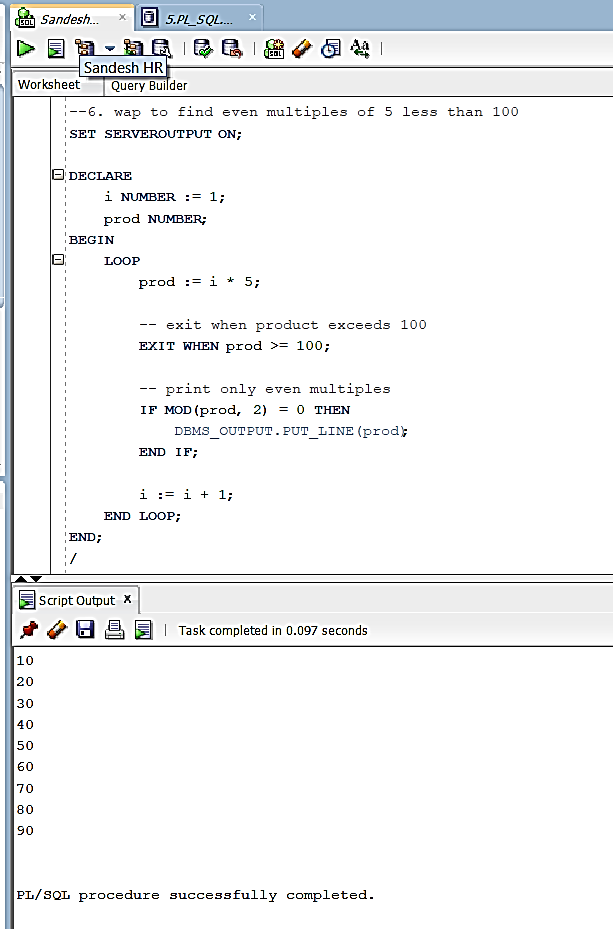 Sandesh...
5.PL_SQL....
Sandesh HR
Worksheet Query Builder
--6. wap to find even multiples of 5 less than 100
SET SERVEROUTPUT ON;
DECLARE
i NUMBER := 1;
prod NUMBER;
BEGIN
LOOP
prod := i * 5;
-- exit when product exceeds 100
EXIT WHEN prod >= 100;
-- print only even multiples
IF MOD(prod, 2) = 0 THEN
DBMS_OUTPUT.PUT_LINE(prod);
END IF;
i := i + 1;
END LOOP;
END;
/
Script Output x
Task completed in 0.097 seconds
10
20
30
40
50
60
70
80
90
PL/SQL procedure successfully completed.